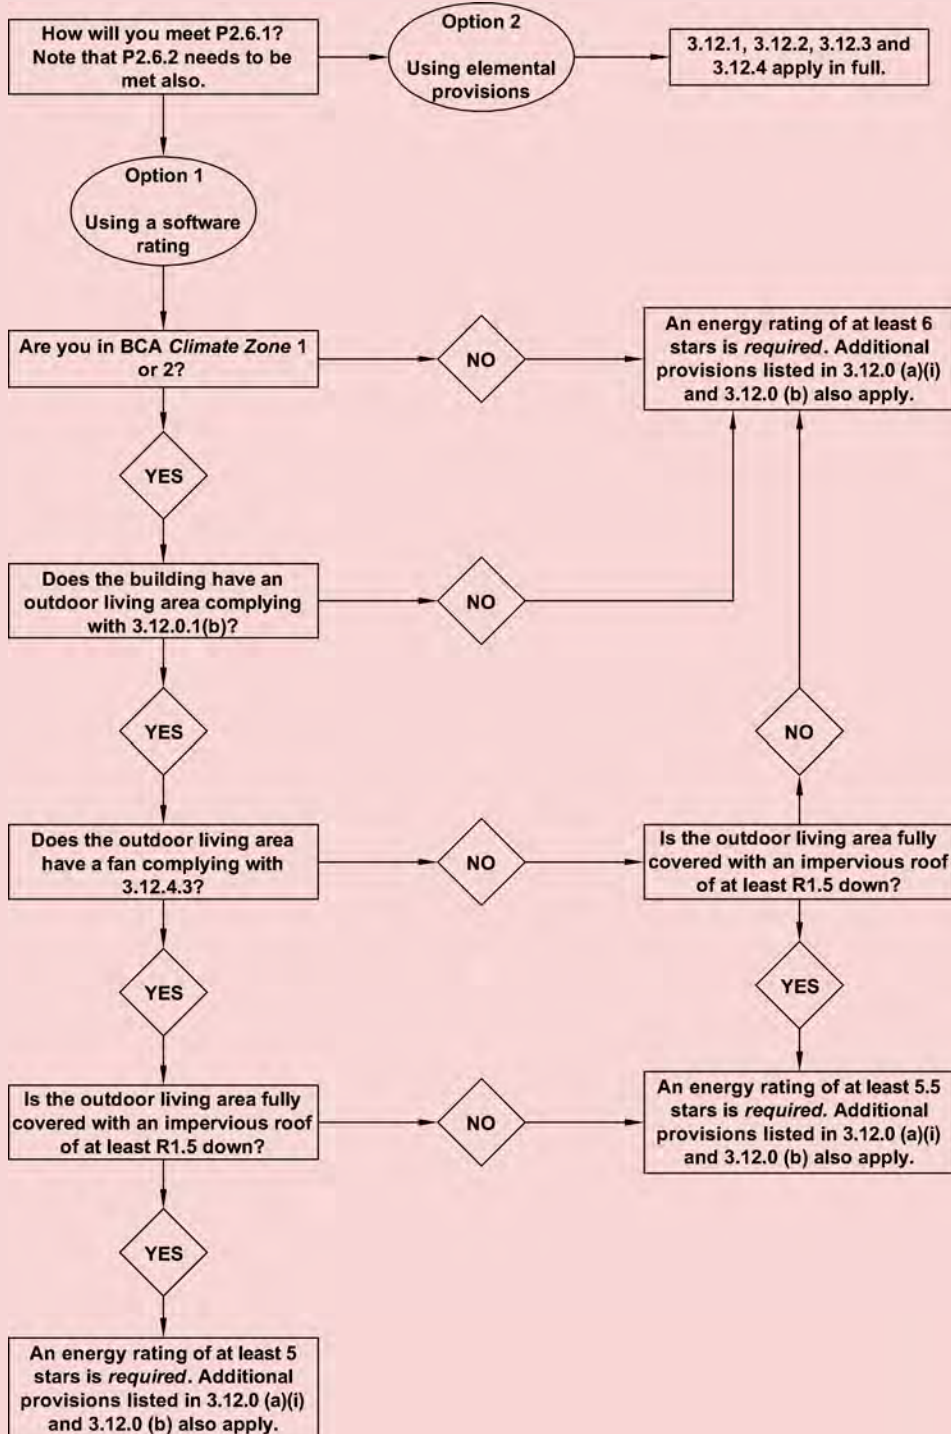 How will you meet P2.6.1?
Note that P2.6.2 needs to be
met also.
Option 2
Using elemental
provisions
3.12.1, 3.12.2, 3.12.3 and
3.12.4 apply in full.
Option 1
Using a software
rating
Are you in BCA Climate Zone 1
or 2?
NO
An energy rating of at least 6
stars is required. Additional
provisions listed in 3.12.0 (a)(i)
and 3.12.0 (b) also apply.
YES
Does the building have an
outdoor living area complying
with 3.12.0.1(b)?
NO
YES
NO
Does the outdoor living area
have a fan complying with
3.12.4.3?
NO
Is the outdoor living area fully
covered with an impervious roof
of at least R1.5 down?
YES
YES
Is the outdoor living area fully
covered with an impervious roof
of at least R1.5 down?
NO
An energy rating of at least 5.5
stars is required. Additional
provisions listed in 3.12.0 (a)(i)
and 3.12.0 (b) also apply.
YES
An energy rating of at least 5
stars is required. Additional
provisions listed in 3.12.0 (a)(i)
and 3.12.0 (b) also apply.